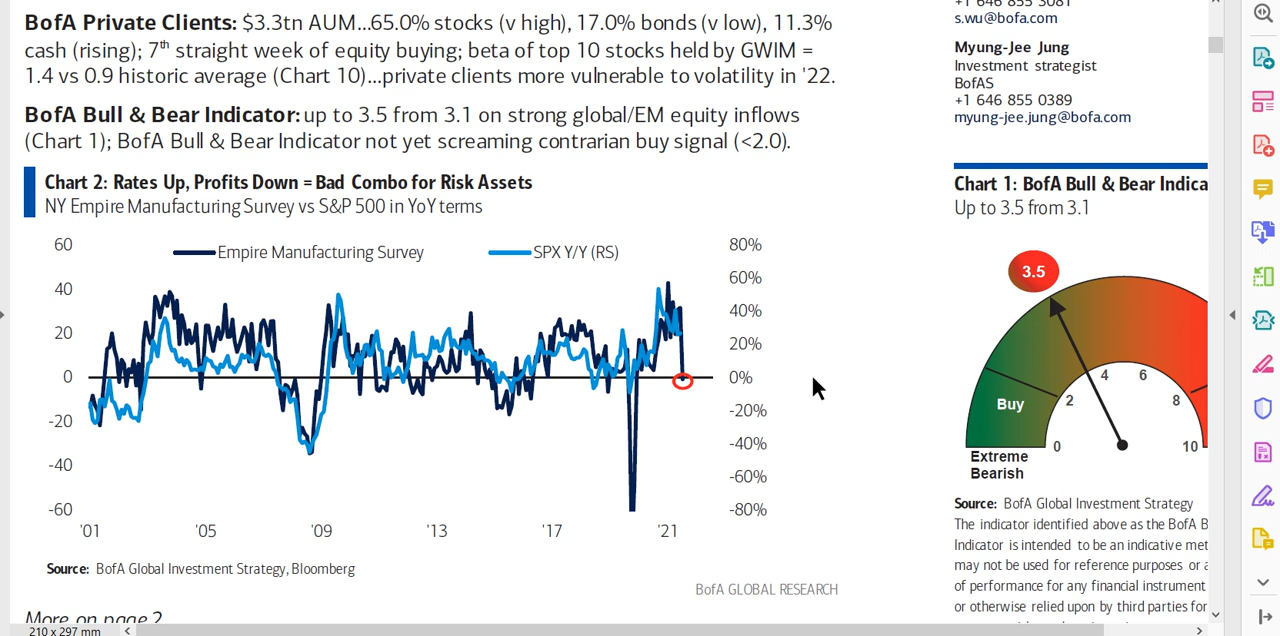 BofA Private Clients: $3.3tn AUM...65.0% stocks (v high), 17.0% bonds (v low), 11.3%
cash (rising); 7th straight week of equity buying; beta of top 10 stocks held by GWIM =
1.4 vs 0.9 historic average (Chart 10)...private clients more vulnerable to volatility in '22.
BofA Bull & Bear Indicator: up to 3.5 from 3.1 on strong global/EM equity inflows
(Chart 1); BofA Bull & Bear Indicator not yet screaming contrarian buy signal (<2.0).
Chart 2: Rates Up, Profits Down = Bad Combo for Risk Assets
NY Empire Manufacturing Survey vs S&P 500 in YoY terms
Empire Manufacturing Survey
SPX Y/Y (RS)
60
40
20
0
-20
-40
-60
80%
60%
40%
20%
0%
-20%
-40%
-60%
-80%
'01
'05
'09
'13
'17
'21
Source: BofA Global Investment Strategy, Bloomberg
BofA GLOBAL RESEARCH
More on page 2
210 x 297 mm
+1 646 855 3081
s.wu@bofa.com
Myung-Jee Jung
Investment strategist
BofAS
+1 646 855 0389
myung-jee.jung@bofa.com
Chart 1: BofA Bull & Bear Indica
Up to 3.5 from 3.1
3.5
Buy
0
2
4
6
8
10
Extreme
Bearish
Source: BofA Global Investment Strategy
The indicator identified above as the BofA B
Indicator is intended to be an indicative met
may not be used for reference purposes or a
of performance for any financial instrument
or otherwise relied upon by third parties for